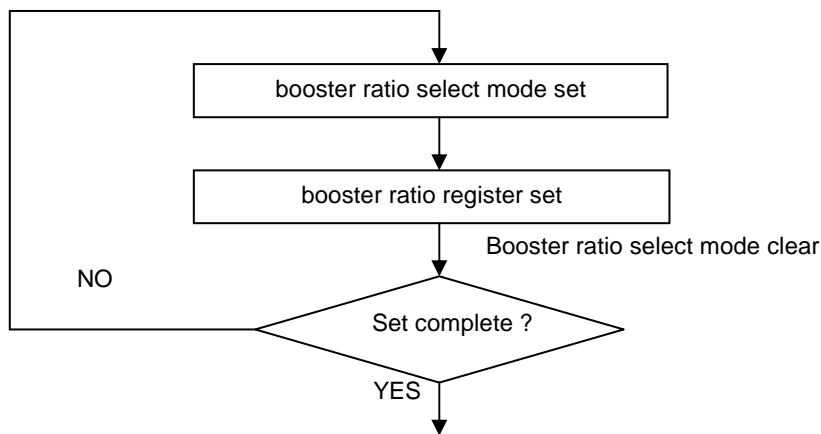 booster ratio select mode set
booster ratio register set
Booster ratio select mode clear
NO
Set complete ?
YES